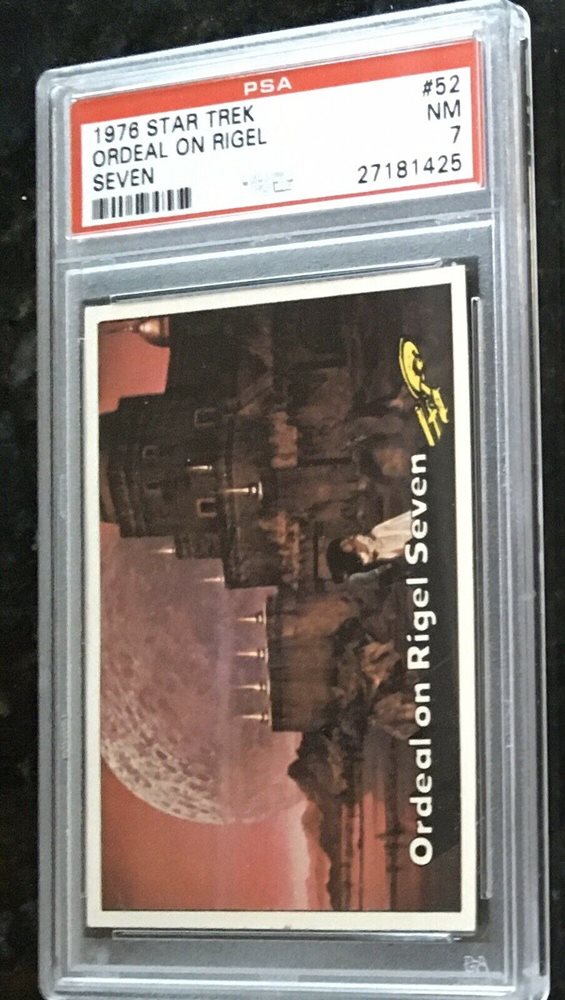 PSA
1976 STAR TREK #52
ORDEAL ON RIGEL NM
SEVEN 7
27181425
Ordeal on Rigel Seven